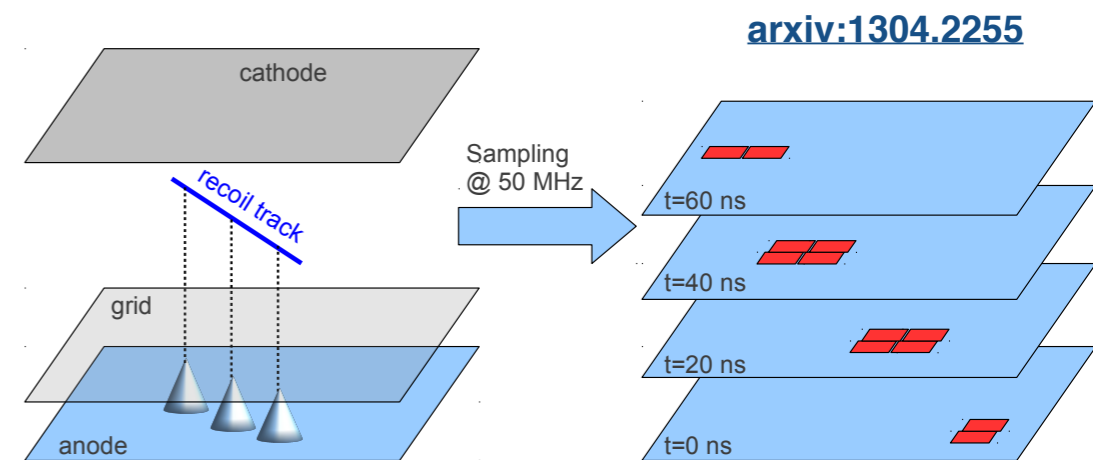 arxiv:1304.2255
cathode
recoil track
grid
anode
Sampling
@ 50 MHz
t=60 ns
t=40 ns
t=20 ns
t=0 ns